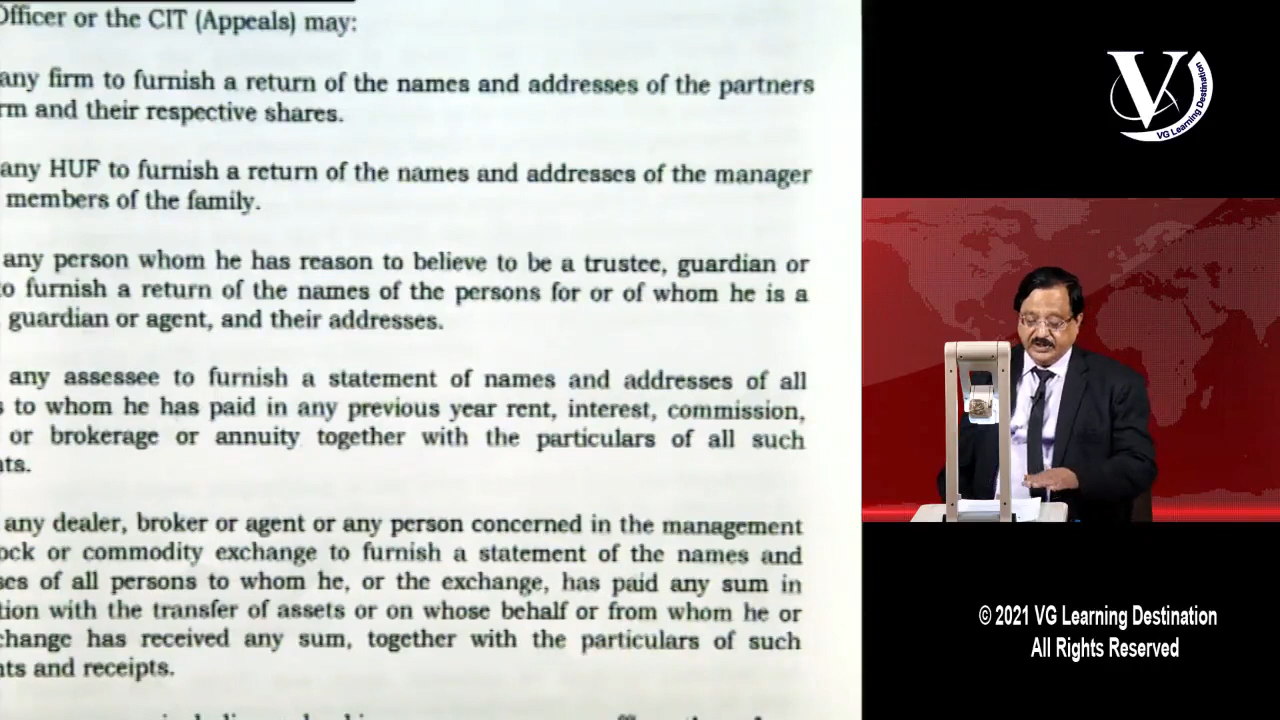 Officer or the CIT (Appeals) may:
any firm to furnish a return of the names and addresses of the partners
rm and their respective shares.
any HUF to furnish a return of the names and addresses of the manager
members of the family.
any person whom he has reason to believe to be a trustee, guardian or
to furnish a return of the names of the persons for or of whom he is a
guardian or agent, and their addresses.
any assessee to furnish a statement of names and addresses of all
s to whom he has paid in any previous year rent, interest, commission,
or brokerage or annuity together with the particulars of all such
nts.
any dealer, broker or agent or any person concerned in the management
ock or commodity exchange to furnish a statement of the names and
ses of all persons to whom he, or the exchange, has paid any sum in
tion with the transfer of assets or on whose behalf or from whom he or
change has received any sum, together with the particulars of such
nts and receipts.
V
VG Learning Destination
© 2021 VG Learning Destination
All Rights Reserved